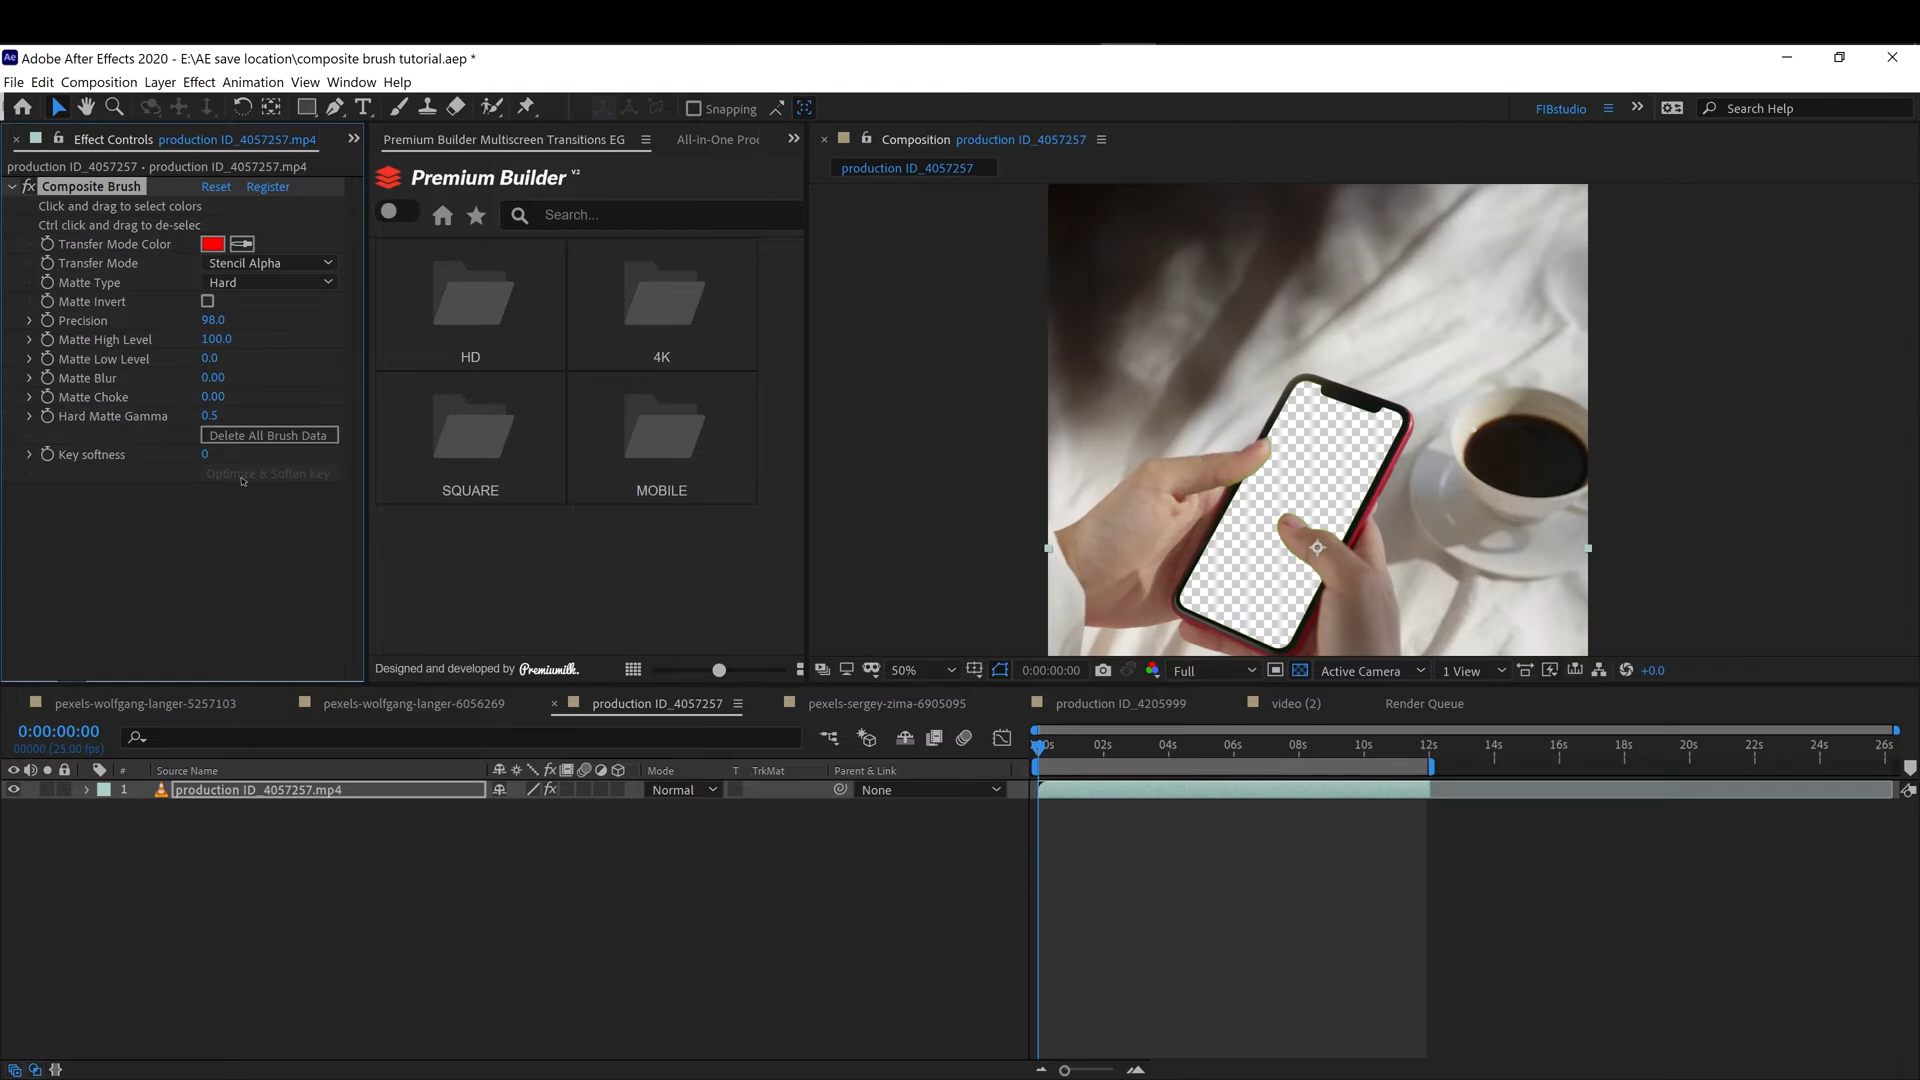 Ae Adobe After Effects 2020 - E:\AE save location\composite brush tutorial.aep *
File Edit Composition Layer Effect Animation View Window Help
Snapping
FIBstudio
Search Help
Effect Controls production ID_4057257.mp4
production ID_4057257 • production ID_4057257.mp4
fx Composite Brush Reset Register
Click and drag to select colors
Ctrl click and drag to de-selec
Transfer Mode Color
Transfer Mode Stencil Alpha
Matte Type Hard
Matte Invert
Precision 98.0
Matte High Level 100.0
Matte Low Level 0.0
Matte Blur 0.00
Matte Choke 0.00
Hard Matte Gamma 0.5
Delete All Brush Data
Key softness 0
Optimize & Soften Key
Premium Builder Multiscreen Transitions EG
All-in-One Proc
Premium Builder V2
Search...
HD
4K
SQUARE
MOBILE
Designed and developed by Premiumilk.
Composition production ID_4057257
production ID_4057257
50% 0:00:00:00 Full Active Camera 1 View +0.0
pexels-wolfgang-langer-5257103
pexels-wolfgang-langer-6056269
production ID_4057257
pexels-sergey-zima-6905095
production ID_4205999
video (2)
Render Queue
0:00:00:00
00000 (25.00 fps)
02s 04s 06s 08s 10s 12s 14s 16s 18s 20s 22s 24s 26s
# Source Name fx Mode T .TrkMat Parent & Link
1 production ID_4057257.mp4 fx Normal None